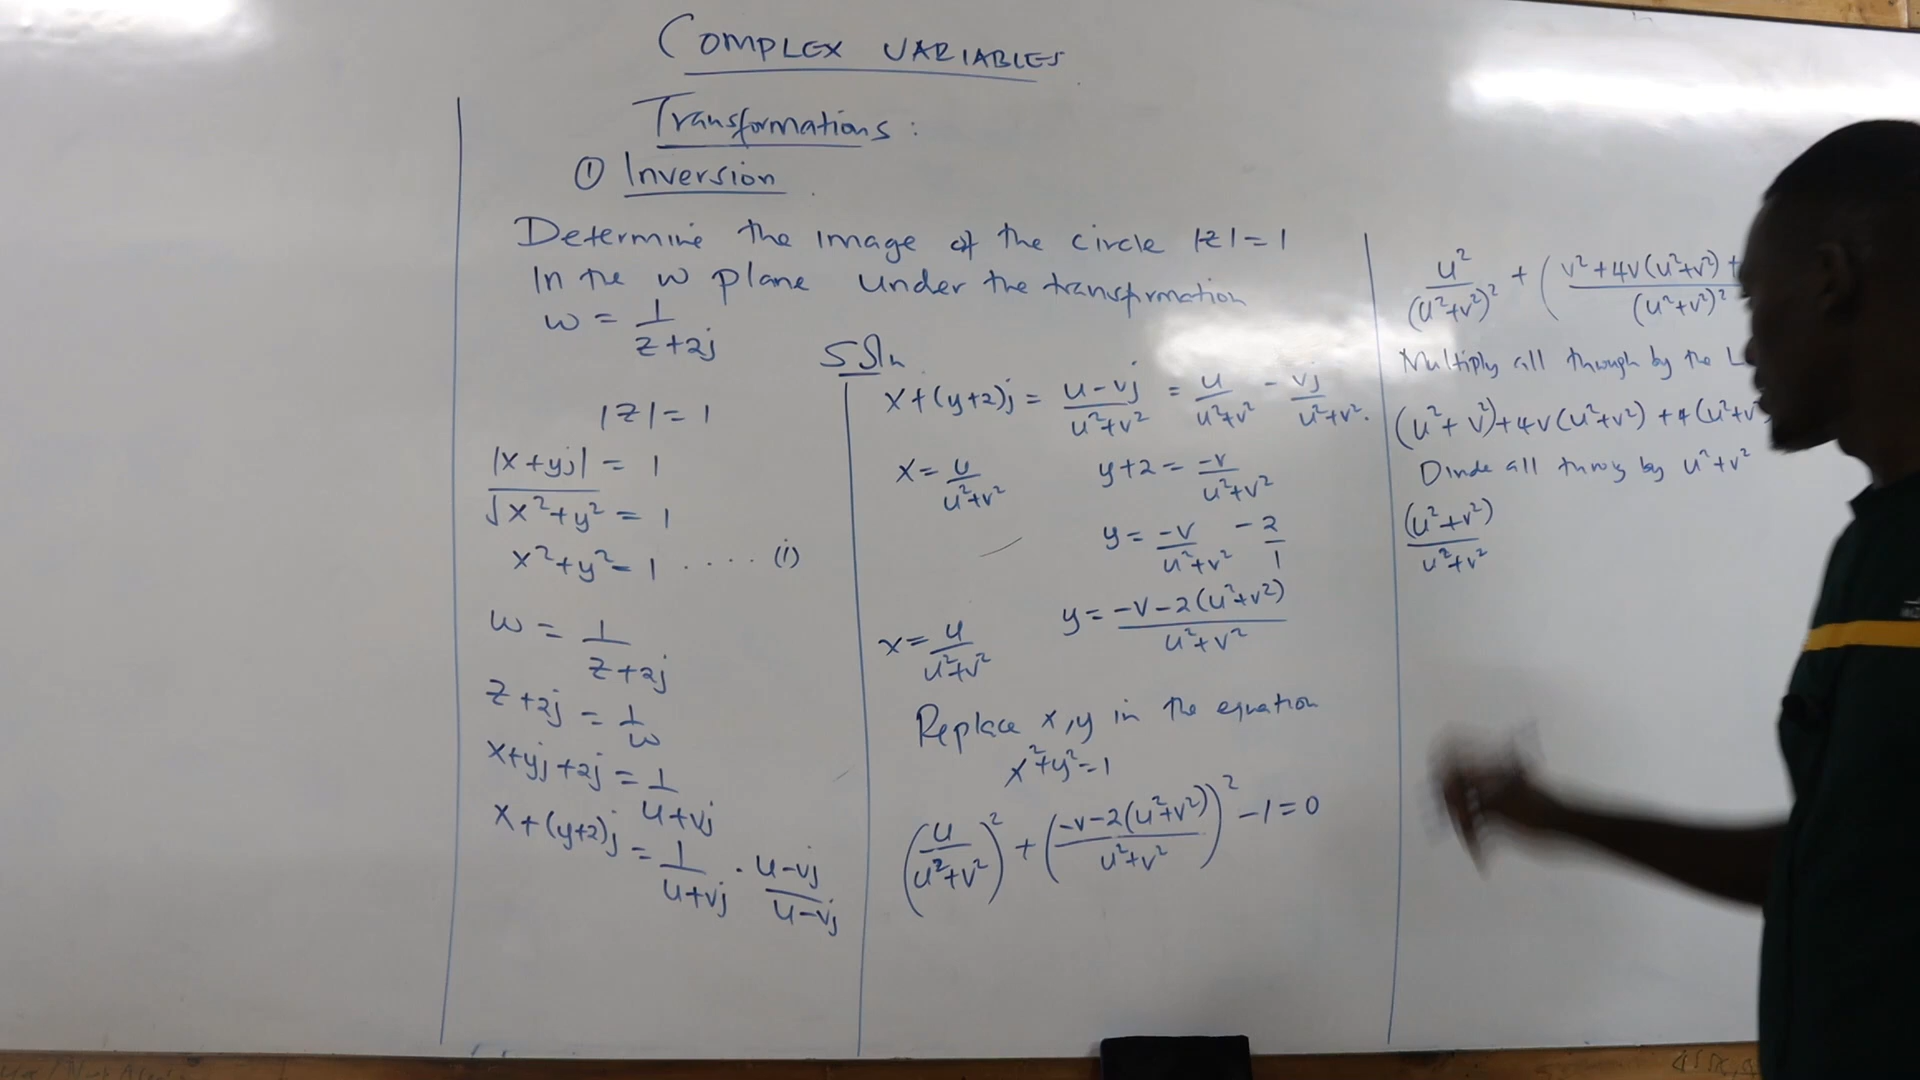 COMPLEX VARIABLES
Transformations:
① Inversion
Determine the image of the circle |z| = 1
In the w plane under the transfrmation
w = 1/(z+2j)
Soln
|z| = 1
|x+yj| = 1
√(x²+y²) = 1
x²+y² = 1 .... (i)
w = 1/(z+2j)
z+2j = 1/w
x+yj+2j = 1/(u+vj)
x+(y+2)j = 1/(u+vj) · (u-vj)/(u-vj)
x+(y+2)j = (u-vj)/(u²+v²) = u/(u²+v²) - vj/(u²+v²).
x = u/(u²+v²) y+2 = -v/(u²+v²)
y = -v/(u²+v²) - 2/1
x = u/(u²+v²) y = (-v-2(u²+v²))/(u²+v²)
Replace x,y in the equation
x²+y²=1
(u/(u²+v²))² + ((-v-2(u²+v²))/(u²+v²))² -1 = 0
u²/(u²+v²)² + ((v²+4v(u²+v²)+ /(u²+v²)²
Multiply all through by the L
(u²+v²)+4v(u²+v²)+4(u²+v²
Divide all throug by u²+v²
(u²+v²)/(u²+v²)